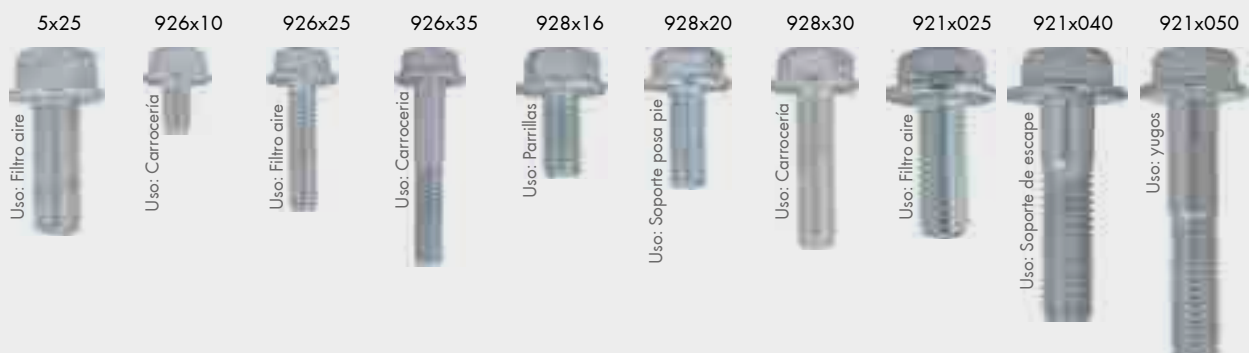 5x25
926x10
926x25
926x35
928x16
928x20
928x30
921x025
921x040
921x050
Uso: Filtro aire
Uso: Carrocería
Uso: Filtro aire
Uso: Carroceria
Uso: Parrillas
Uso: Soporte posa pie
Uso: Carrocería
Uso: Filtro aire
Uso: Soporte de escape
Uso: yugos